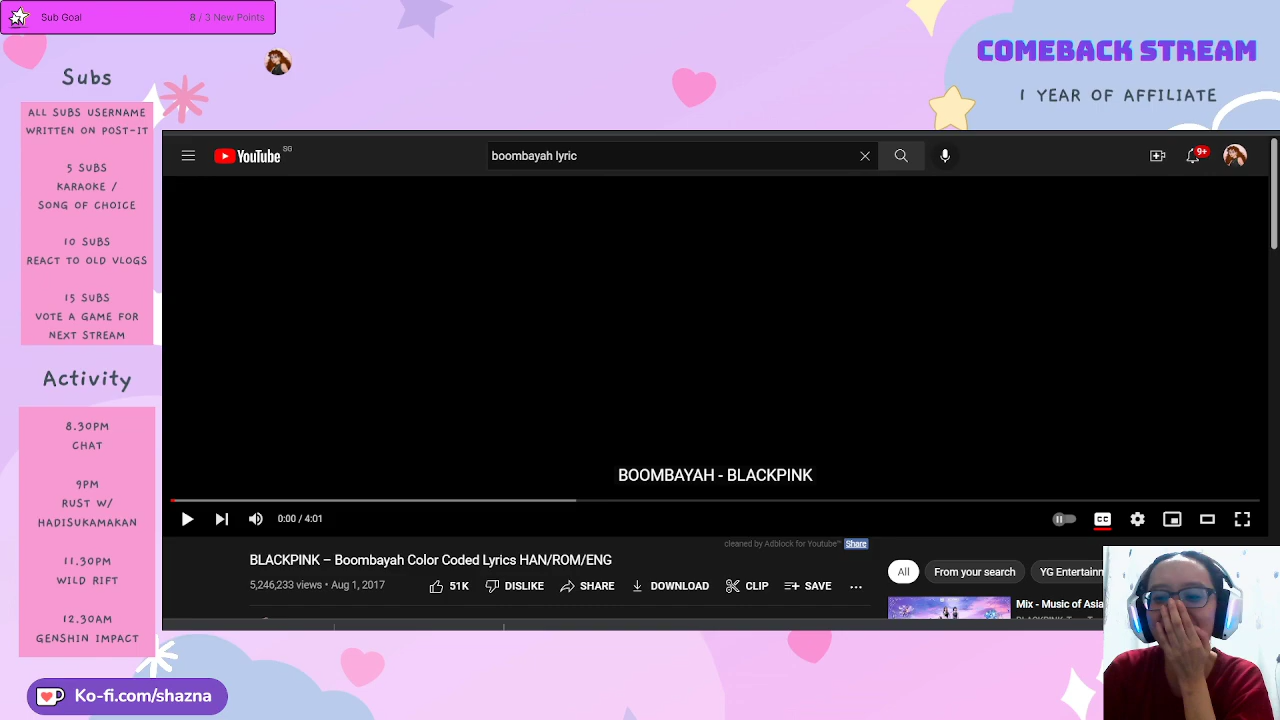 Sub Goal
8 / 3 New Points
COMEBACK STREAM
1 YEAR OF AFFILIATE
Subs
ALL SUBS USERNAME
WRITTEN ON POST-IT
5 SUBS
KARAOKE /
SONG OF CHOICE
10 SUBS
REACT TO OLD VLOGS
15 SUBS
VOTE A GAME FOR
NEXT STREAM
Activity
8.30PM
CHAT
9PM
RUST W/
HADISUKAMAKAN
11.30PM
WILD RIFT
12.30AM
GENSHIN IMPACT
Ko-fi.com/shazna
YouTube SG
boombayah lyric
9+
BOOMBAYAH - BLACKPINK
0:00 / 4:01
CC
cleaned by Adblock for Youtube™ Share
BLACKPINK – Boombayah Color Coded Lyrics HAN/ROM/ENG
5,246,233 views • Aug 1, 2017
51K DISLIKE SHARE DOWNLOAD CLIP SAVE
All From your search YG Entertainm
Mix - Music of Asia